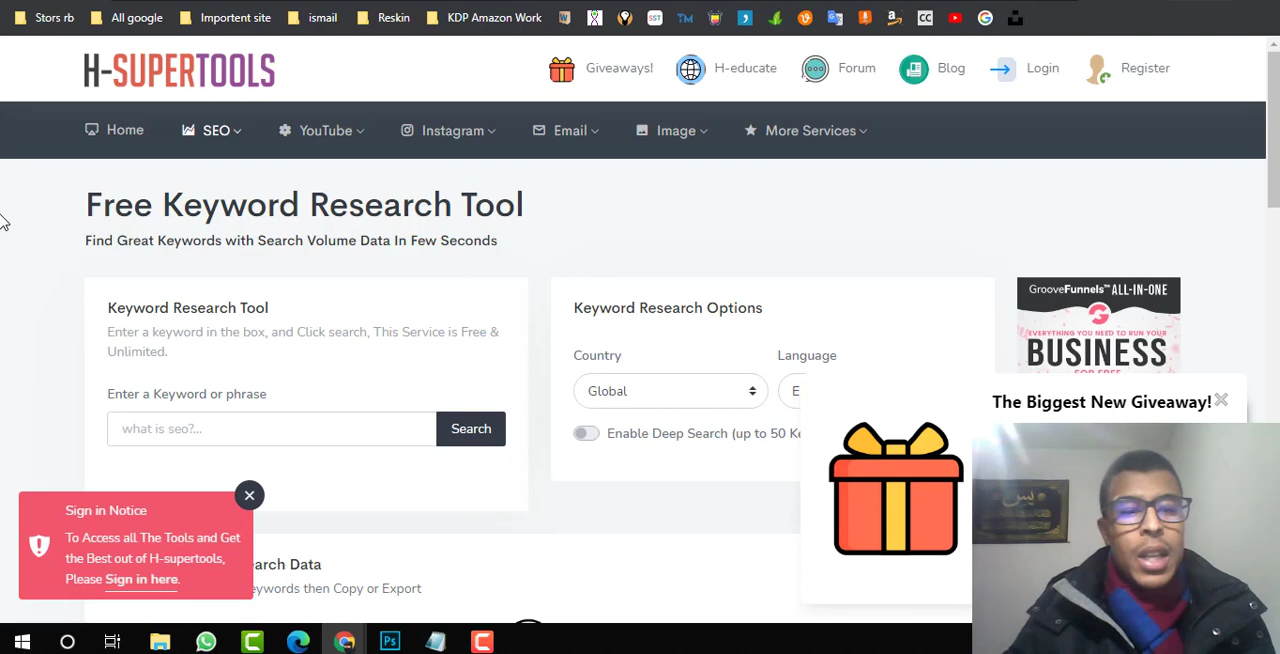 Stors rb All google Importent site ismail Reskin KDP Amazon Work W SST TM CC
H-SUPERTOOLS Giveaways! H-educate Forum Blog Login Register
Home SEO YouTube Instagram Email Image More Services
Free Keyword Research Tool
Find Great Keywords with Search Volume Data In Few Seconds
Keyword Research Tool
Enter a keyword in the box, and Click search, This Service is Free &
Unlimited.
Enter a Keyword or phrase
what is seo?... Search
Keyword Research Options
Country Language
Global E
Enable Deep Search (up to 50 Ke
GrooveFunnels™ ALL-IN-ONE
EVERYTHING YOU NEED TO RUN YOUR
BUSINESS
The Biggest New Giveaway!
Sign in Notice
To Access all The Tools and Get
the Best out of H-supertools,
Please Sign in here.
earch Data
eywords then Copy or Export
Ps